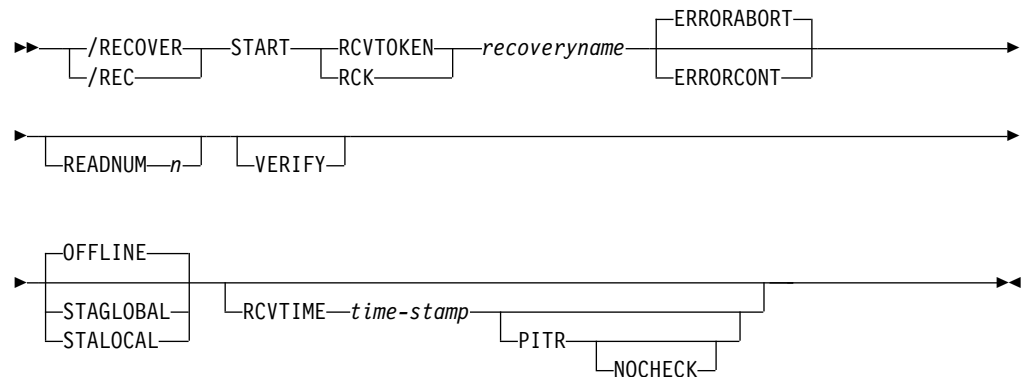 ERRORABORT
/RECOVER START RCVTOKEN recoveryname
/REC RCK ERRORCONT
READNUM n VERIFY
OFFLINE
STAGLOBAL RCVTIME time-stamp
STALOCAL PITR
NOCHECK